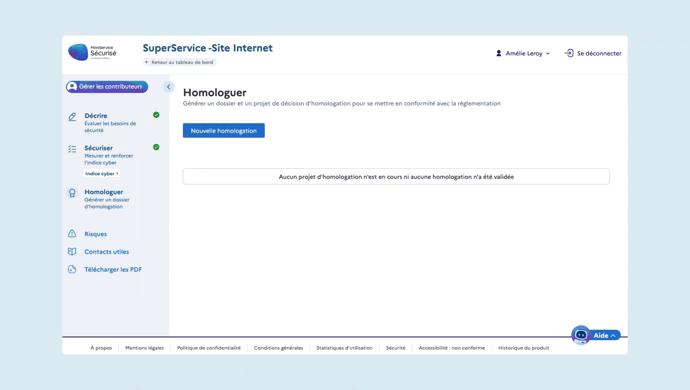 MonService
Sécurisé
SuperService -Site Internet
Retour au tableau de bord
Amélie Leroy
Se déconnecter
Gérer les contributeurs
Décrire
Évaluer les besoins de
sécurité
Sécuriser
Mesurer et renforcer
l'indice cyber
Indice cyber >
Homologuer
Générer un dossier
d'homologation
Risques
Contacts utiles
Télécharger les PDF
Homologuer
Générer un dossier et un projet de décision d'homologation pour se mettre en conformité avec la réglementation
Nouvelle homologation
Aucun projet d'homologation n'est en cours ni aucune homologation n'a été validée
Aide
À propos
Mentions légales
Politique de confidentialité
Conditions générales
Statistiques d'utilisation
Sécurité
Accessibilité : non conforme
Historique du produit